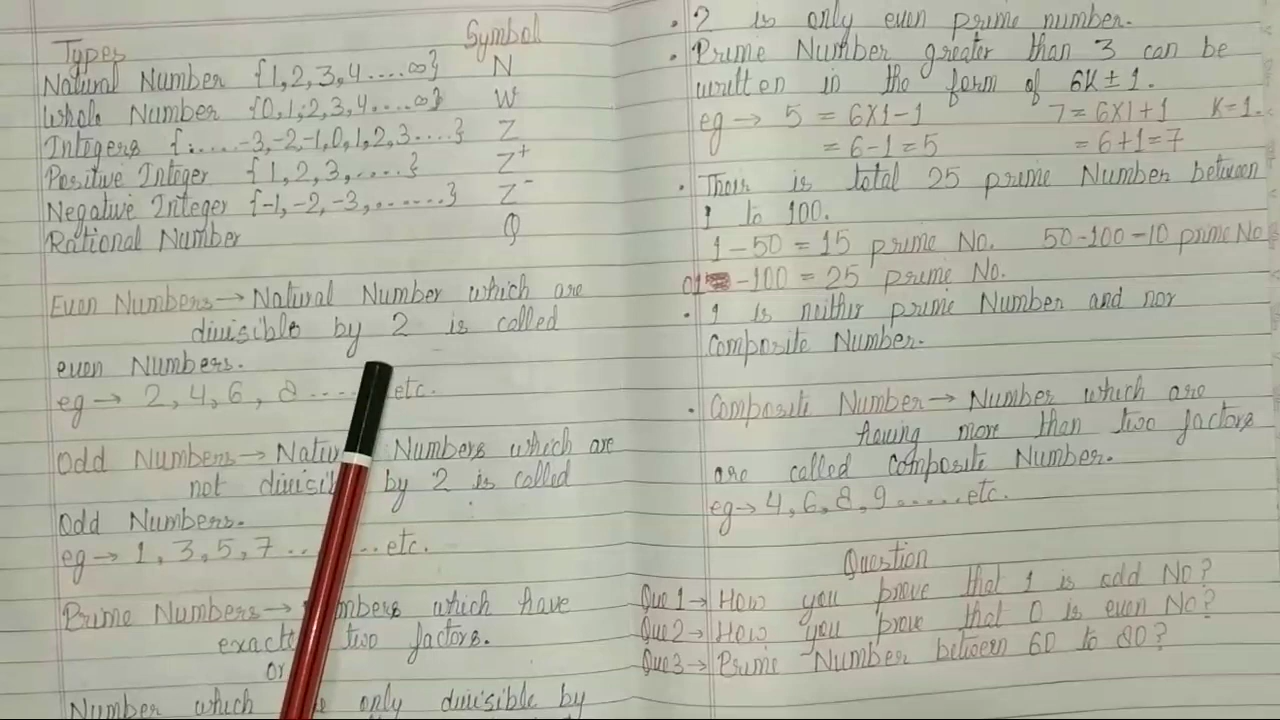 Types Symbol
Natural Number {1, 2, 3, 4 .... ∞} N
Whole Number {0, 1, 2, 3, 4 .... ∞} W
Integers {..... -3, -2, -1, 0, 1, 2, 3 ....} Z
Positive Integer {1, 2, 3, ....} Z⁺
Negative Integer {-1, -2, -3, ......} Z⁻
Rational Number Q
Even Numbers → Natural Number which are
divisible by 2 is called
even Numbers.
eg → 2, 4, 6, 8 .... etc.
Odd Numbers → Numbers which are
not by 2 is called
Odd Numbers.
eg → 1, 3, 5, 7 .. ..etc.
Prime Numbers → which have
two factors.
or
Number which only divisible by
• 2 is only even prime number.
• Prime Number greater than 3 can be
written in the form of 6K ± 1.
eg → 5 = 6X1-1 7 = 6X1+1 K=1.
= 6-1=5 = 6+1=7
• Their is total 25 prime Number between
1 to 100.
1-50 = 15 prime No. 50-100-10 prime No
01 -100 = 25 prime No.
• 1 is neither prime Number and nor
Composite Number.
• Composite Number → Number which are
having more than two factors
are called Composite Number.
eg → 4, 6, 8, 9 ......etc.
Question
Que1 → How you prove that 1 is odd No?
Que2 → How you prove that 0 is even No?
Que3 → Prime Number between 60 to 80?